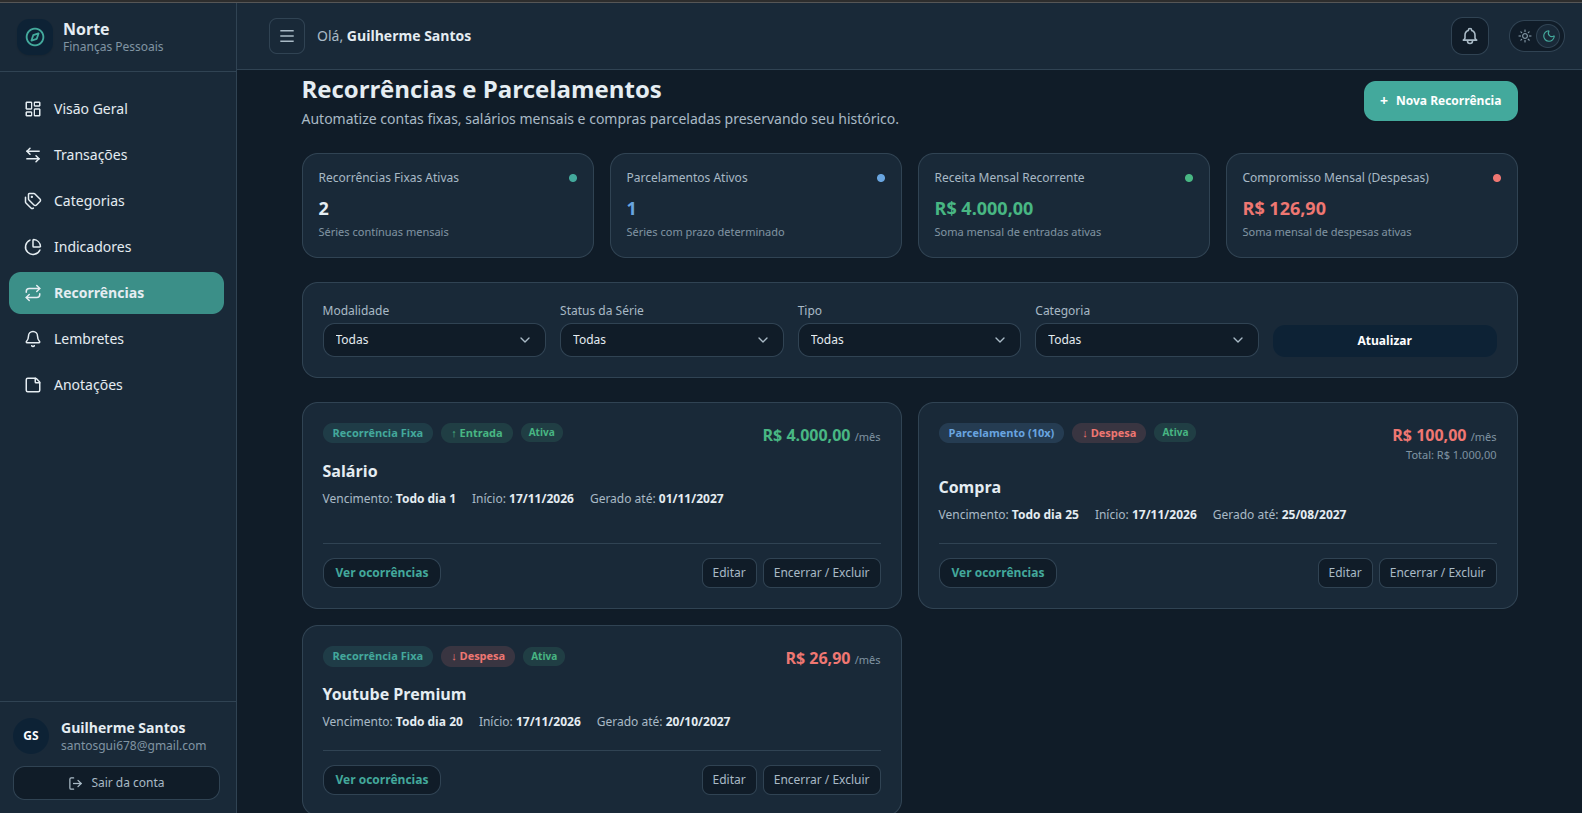 Norte
Finanças Pessoais
Visão Geral
Transações
Categorias
Indicadores
Recorrências
Lembretes
Anotações
GS
Guilherme Santos
santosgui678@gmail.com
Sair da conta
Olá, Guilherme Santos
Recorrências e Parcelamentos
Automatize contas fixas, salários mensais e compras parceladas preservando seu histórico.
+ Nova Recorrência
Recorrências Fixas Ativas
2
Séries contínuas mensais
Parcelamentos Ativos
1
Séries com prazo determinado
Receita Mensal Recorrente
R$ 4.000,00
Soma mensal de entradas ativas
Compromisso Mensal (Despesas)
R$ 126,90
Soma mensal de despesas ativas
Modalidade
Todas
Status da Série
Todas
Tipo
Todas
Categoria
Todas
Atualizar
Recorrência Fixa ↑ Entrada Ativa
R$ 4.000,00 /mês
Salário
Vencimento: Todo dia 1 Início: 17/11/2026 Gerado até: 01/11/2027
Ver ocorrências Editar Encerrar / Excluir
Parcelamento (10x) ↓ Despesa Ativa
R$ 100,00 /mês
Total: R$ 1.000,00
Compra
Vencimento: Todo dia 25 Início: 17/11/2026 Gerado até: 25/08/2027
Ver ocorrências Editar Encerrar / Excluir
Recorrência Fixa ↓ Despesa Ativa
R$ 26,90 /mês
Youtube Premium
Vencimento: Todo dia 20 Início: 17/11/2026 Gerado até: 20/10/2027
Ver ocorrências Editar Encerrar / Excluir